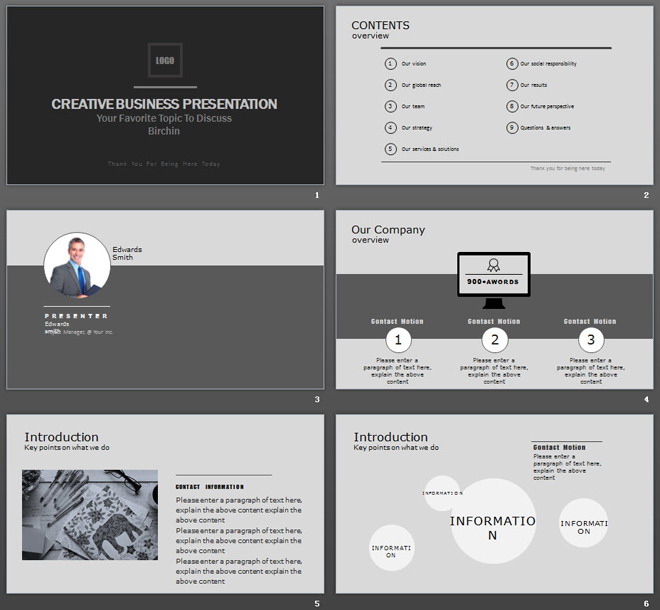 LOGO
CREATIVE BUSINESS PRESENTATION
Your Favorite Topic To Discuss
Birchin
Thank You For Being Here Today
1
CONTENTS
overview
1 Our vision
2 Our global reach
3 Our team
4 Our strategy
5 Our services & solutions
6 Our social responsibility
7 Our results
8 Our future perspective
9 Questions & answers
Thank you for being here today
2
Edwards
Smith
PRESENTER
Edwards
Manager, @ Your Inc.
3
Our Company
overview
900+AWORDS
Contact Motion
1
Please enter a
paragraph of text here,
explain the above
content
Contact Motion
2
Please enter a
paragraph of text here,
explain the above
content
Contact Motion
3
Please enter a
paragraph of text here,
explain the above
content
4
Introduction
Key points on what we do
CONTACT INFORMATION
Please enter a paragraph of text here,
explain the above content explain the
above content
Please enter a paragraph of text here,
explain the above content explain the
above content
Please enter a paragraph of text here,
explain the above content explain the
above content
5
Introduction
Key points on what we do
Contact Motion
Please enter a
paragraph of text here,
explain the above
content
INFORMATION
INFORMATIO
N
INFORMATI
ON
INFORMATI
ON
6